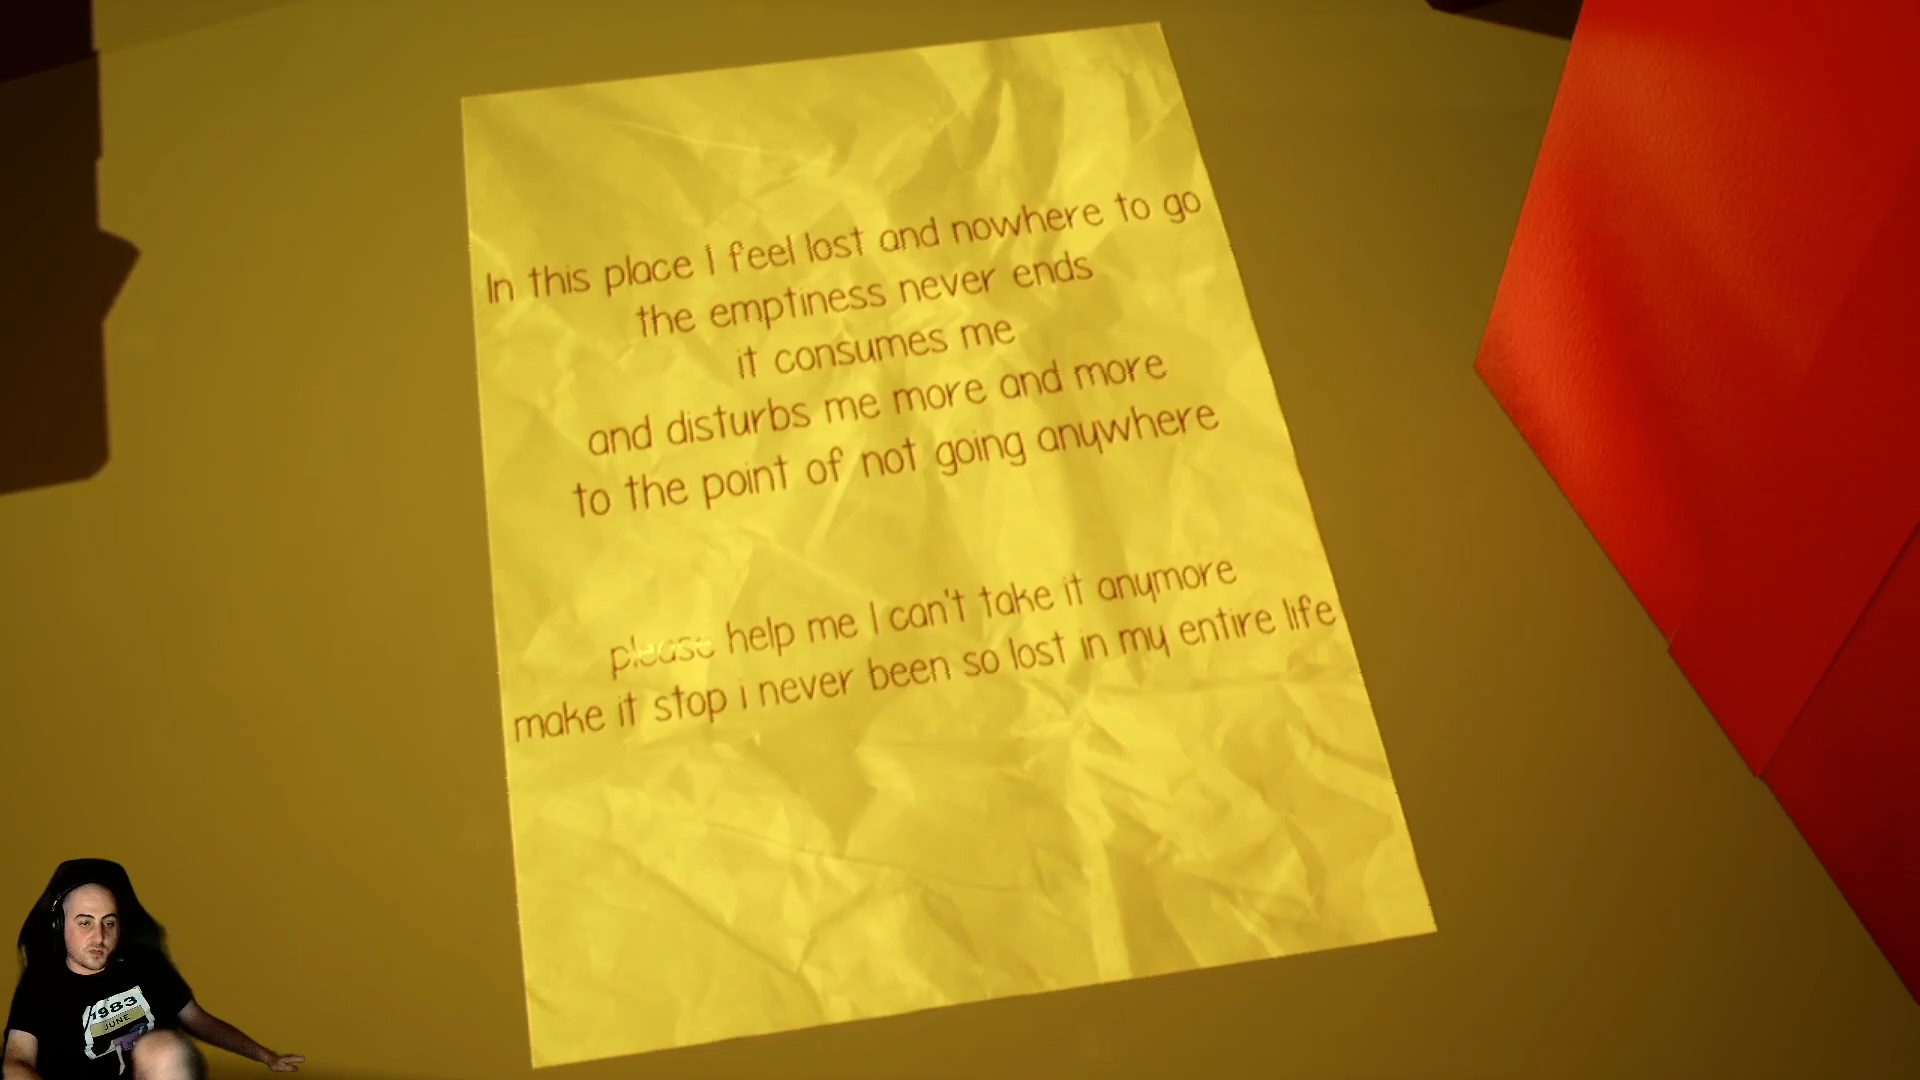 In this place I feel lost and nowhere to go
the emptiness never ends
it consumes me
and disturbs me more and more
to the point of not going anywhere
please help me I can't take it anymore
make it stop i never been so lost in my entire life
1983
JUNE